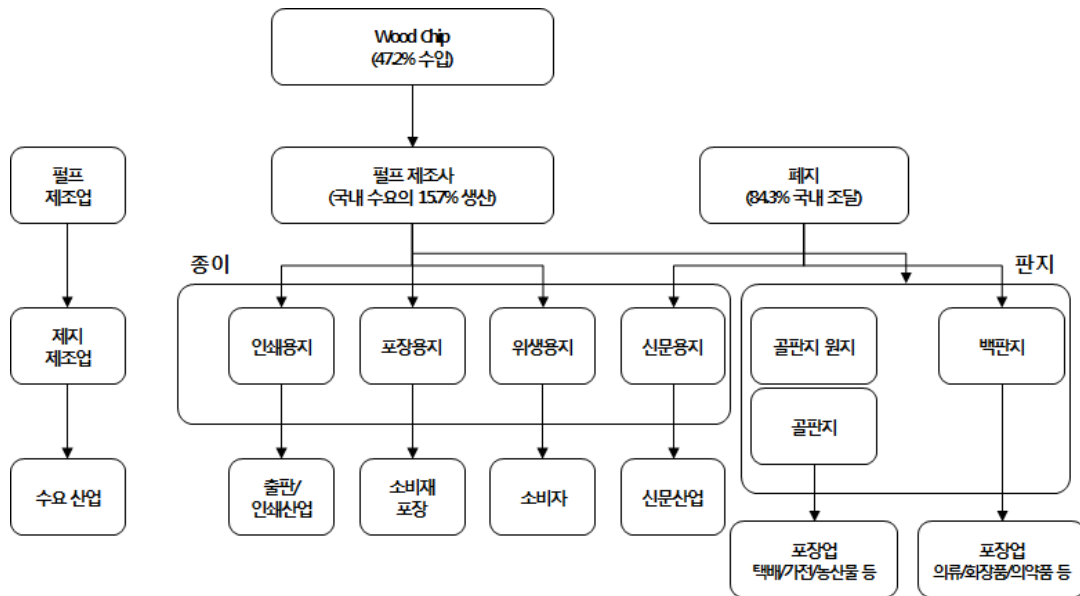 Wood Chip
(47.2% 수입)
펄프
제조업
펄프 제조사
(국내 수요의 15.7% 생산)
폐지
(84.3% 국내 조달)
종이
판지
제지
제조업
인쇄용지
포장용지
위생용지
신문용지
골판지 원지
백판지
골판지
수요 산업
출판/
인쇄산업
소비재
포장
소비자
신문산업
포장업
택배/가전/농산물 등
포장업
의류/화장품/의약품 등